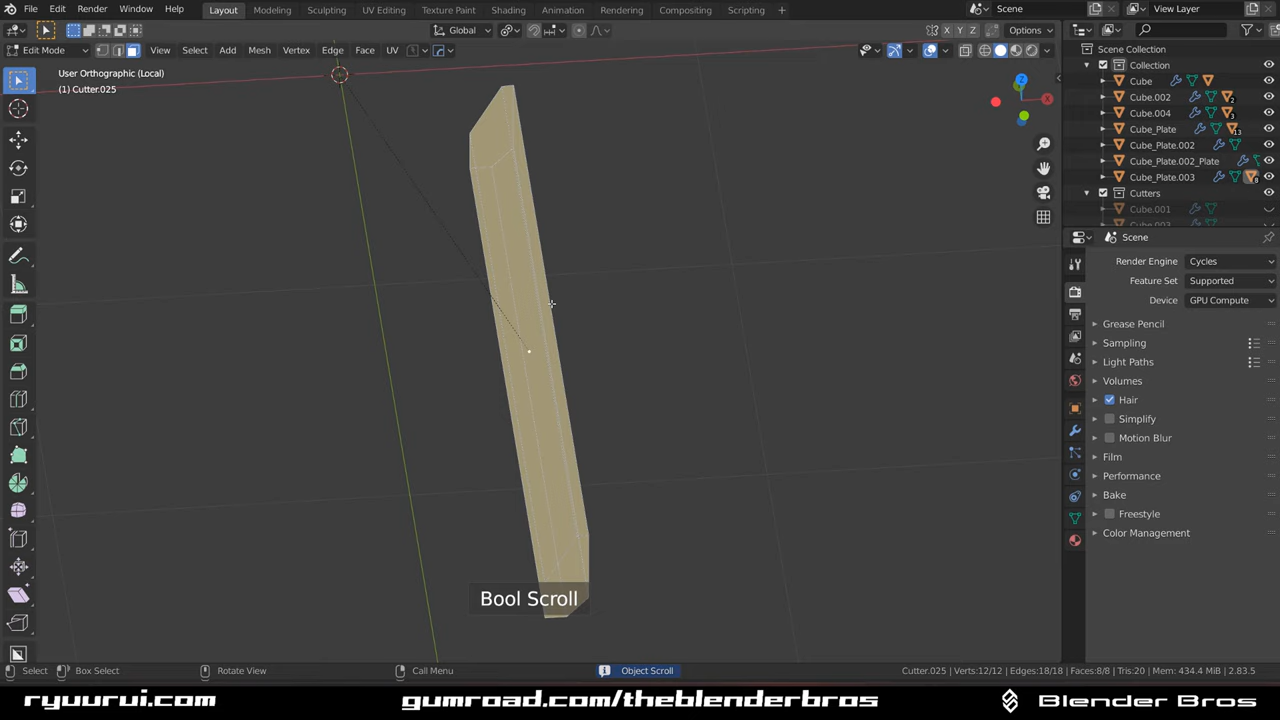 File Edit Render Window Help Layout Modeling Sculpting UV Editing Texture Paint Shading Animation Rendering Compositing Scripting + Scene View Layer
Global X Y Z Options
Edit Mode View Select Add Mesh Vertex Edge Face UV
User Orthographic (Local)
(1) Cutter.025
Z
X
Scene Collection
Collection
Cube
Cube.002 2
Cube.004 3
Cube_Plate 13
Cube_Plate.002
Cube_Plate.002_Plate
Cube_Plate.003 8
Cutters
Cube.001
Scene
Render Engine Cycles
Feature Set Supported
Device GPU Compute
Grease Pencil
Sampling
Light Paths
Volumes
Hair
Simplify
Motion Blur
Film
Performance
Bake
Freestyle
Color Management
Bool Scroll
Select Box Select Rotate View Call Menu Object Scroll Cutter.025 | Verts:12/12 | Edges:18/18 | Faces:8/8 | Tris:20 | Mem: 434.4 MiB | 2.83.5
ryuurui.com gumroad.com/theblenderbros Blender Bros